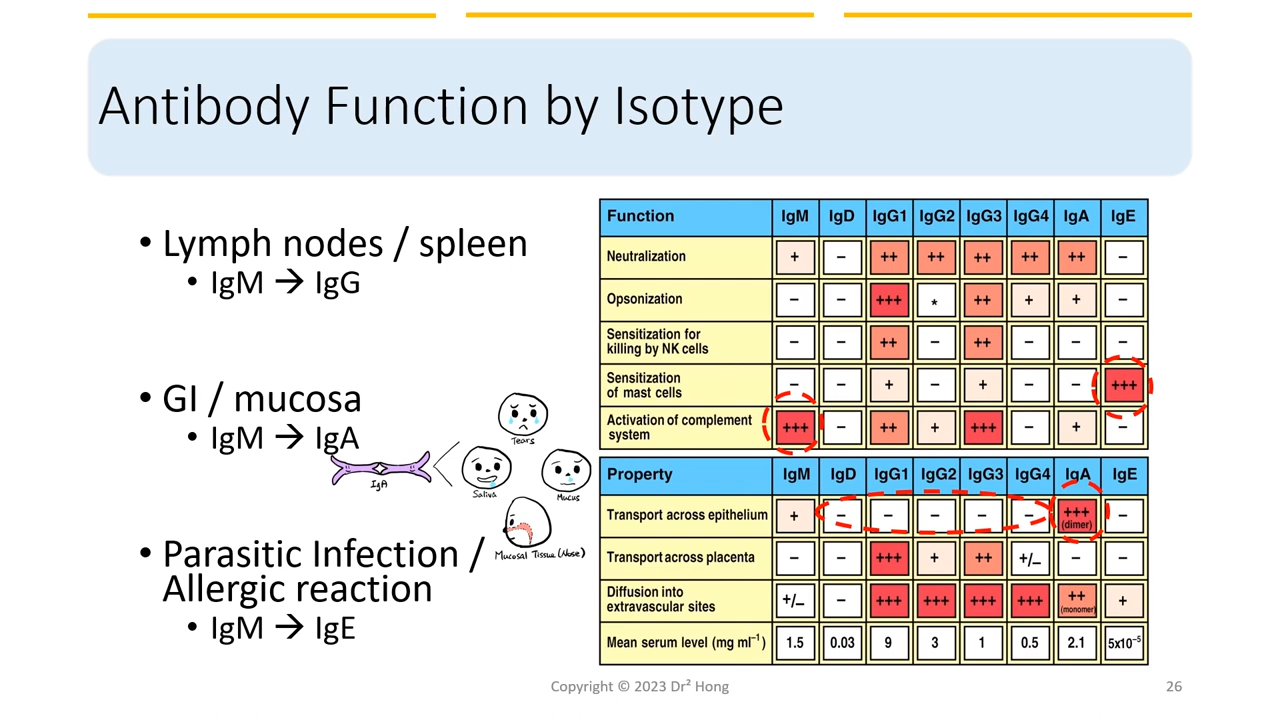 Antibody Function by Isotype
• Lymph nodes / spleen
• IgM → IgG
• GI / mucosa
• IgM → IgA
• Parasitic Infection /
Allergic reaction
• IgM → IgE
IgA
Tears
Saliva
Mucus
Mucosal Tissue (Nose)
Function IgM IgD IgG1 IgG2 IgG3 IgG4 IgA IgE
Neutralization + – ++ ++ ++ ++ ++ –
Opsonization – – +++ * ++ + + –
Sensitization for
killing by NK cells – – ++ – ++ – – –
Sensitization
of mast cells – – + – + – – +++
Activation of complement
system +++ – ++ + +++ – + –
Property IgM IgD IgG1 IgG2 IgG3 IgG4 IgA IgE
Transport across epithelium + – – – – – +++ (dimer) –
Transport across placenta – – +++ + ++ +/– – –
Diffusion into
extravascular sites +/– – +++ +++ +++ +++ ++ (monomer) +
Mean serum level (mg ml⁻¹) 1.5 0.03 9 3 1 0.5 2.1 5x10⁻⁵
Copyright © 2023 Dr² Hong
26